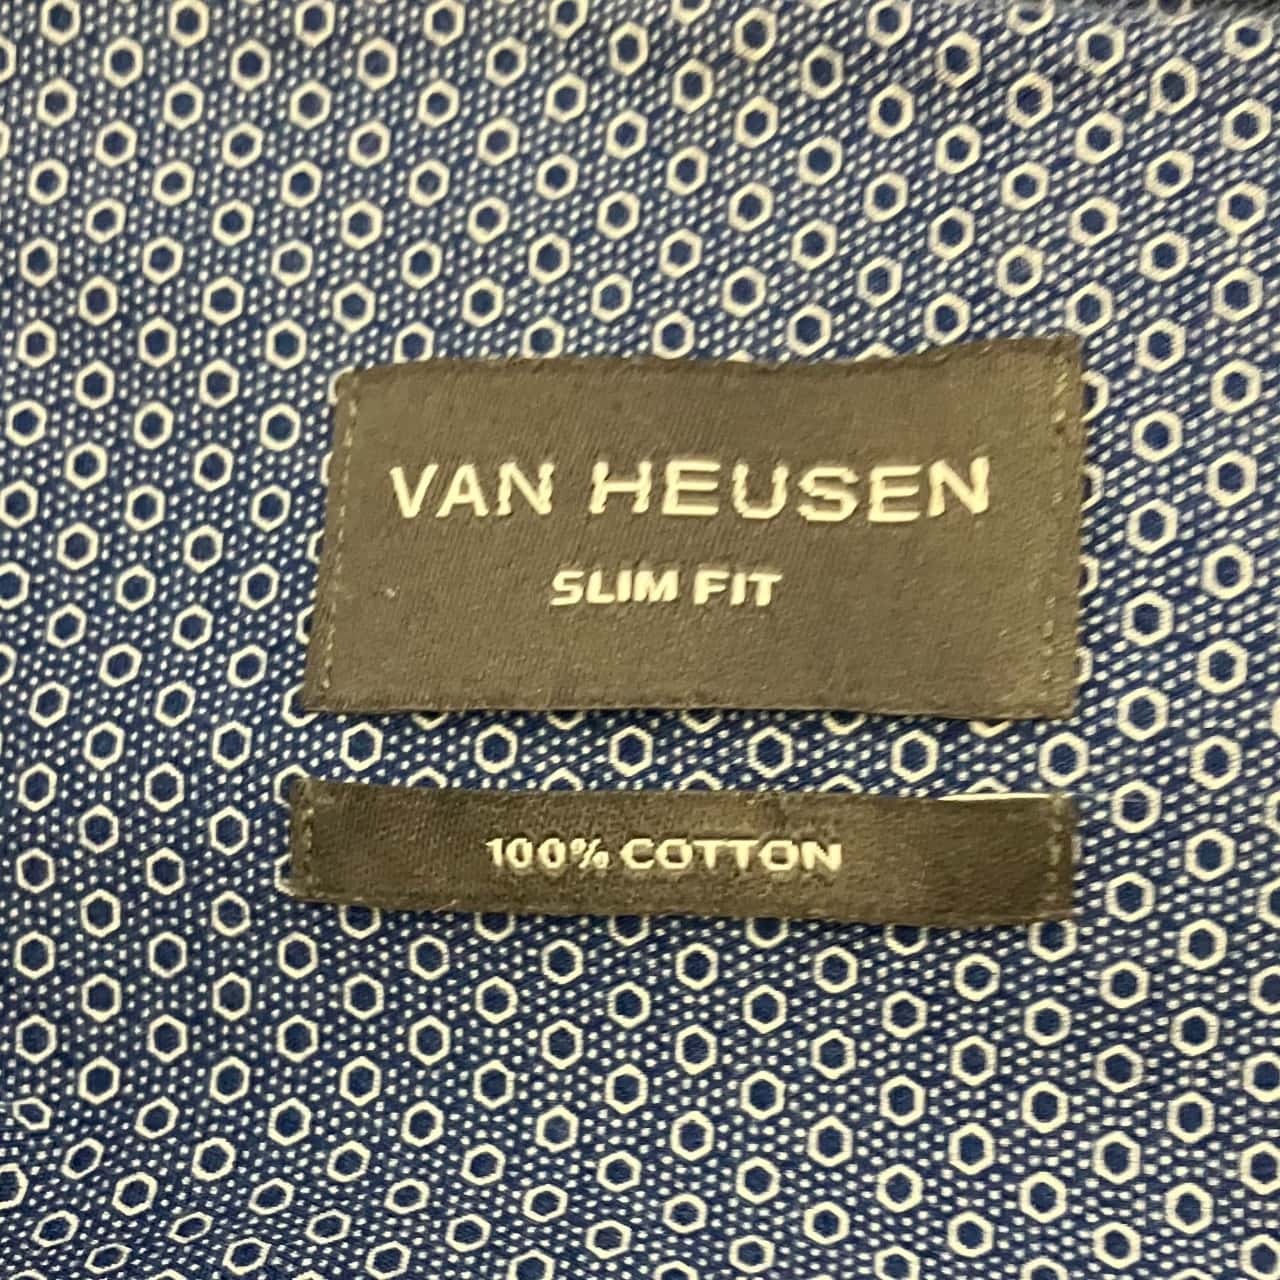 VAN HEUSEN
SLIM FIT
100% COTTON